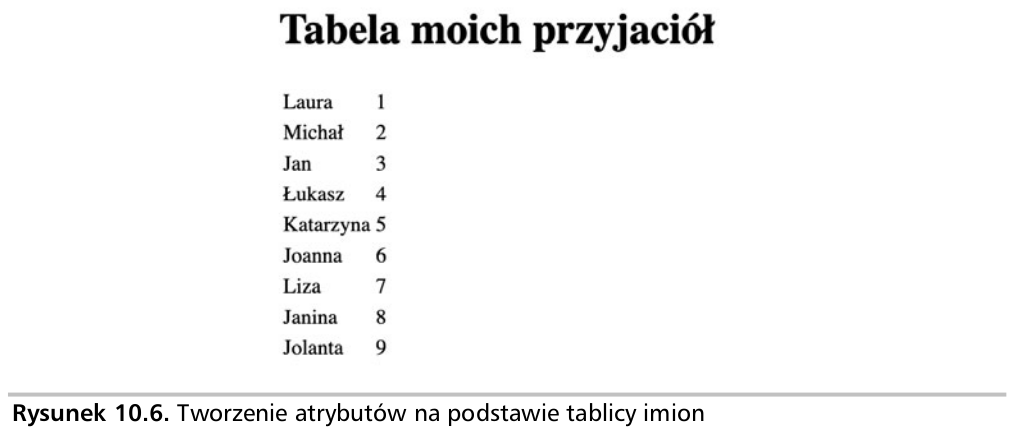 Tabela moich przyjaciół
Laura 1
Michał 2
Jan 3
Łukasz 4
Katarzyna 5
Joanna 6
Liza 7
Janina 8
Jolanta 9
Rysunek 10.6. Tworzenie atrybutów na podstawie tablicy imion